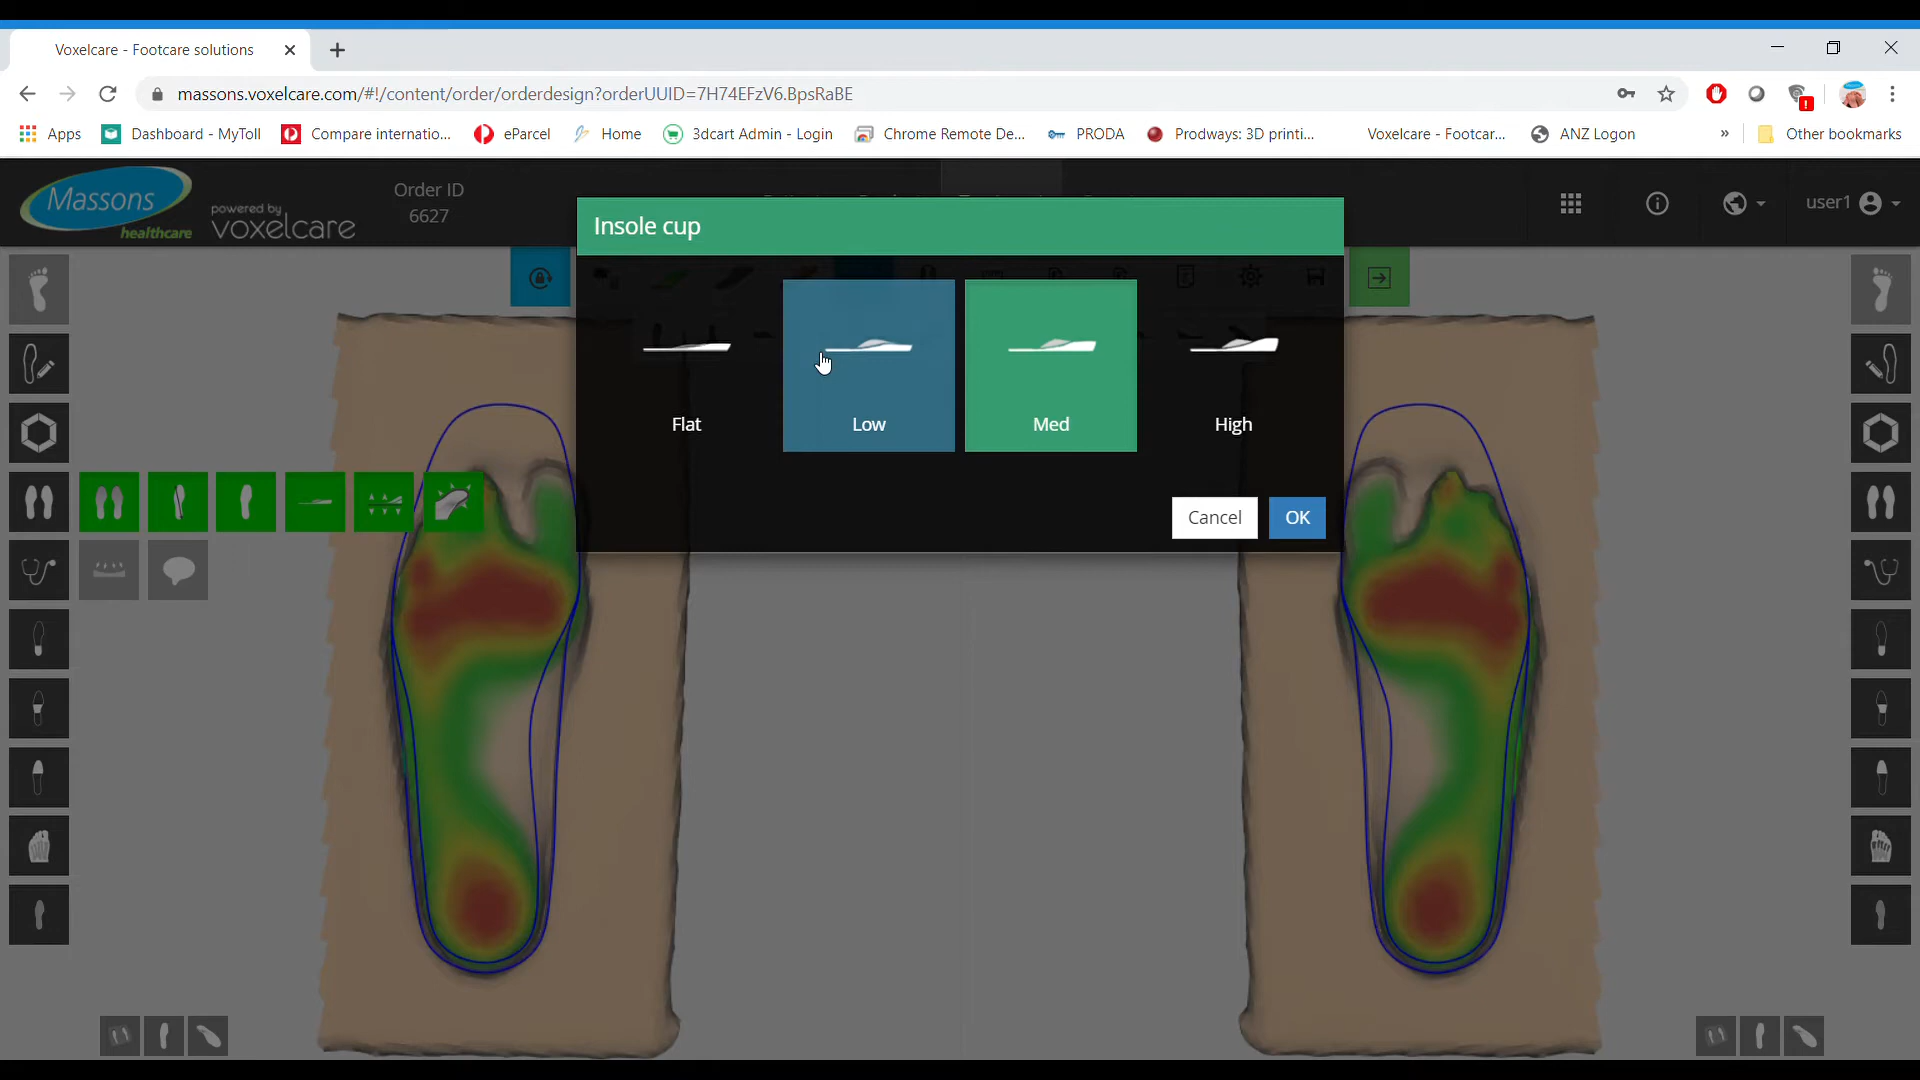 Voxelcare - Footcare solutions
massons.voxelcare.com/#!/content/order/orderdesign?orderUUID=7H74EFzV6.BpsRaBE
Apps Dashboard - MyToll Compare internatio... eParcel Home 3dcart Admin - Login Chrome Remote De... PRODA Prodways: 3D printi... Voxelcare - Footcar... ANZ Logon » Other bookmarks
Massons
healthcare
powered by
voxelcare
Order ID
6627
user1
Insole cup
Flat Low Med High
Cancel OK